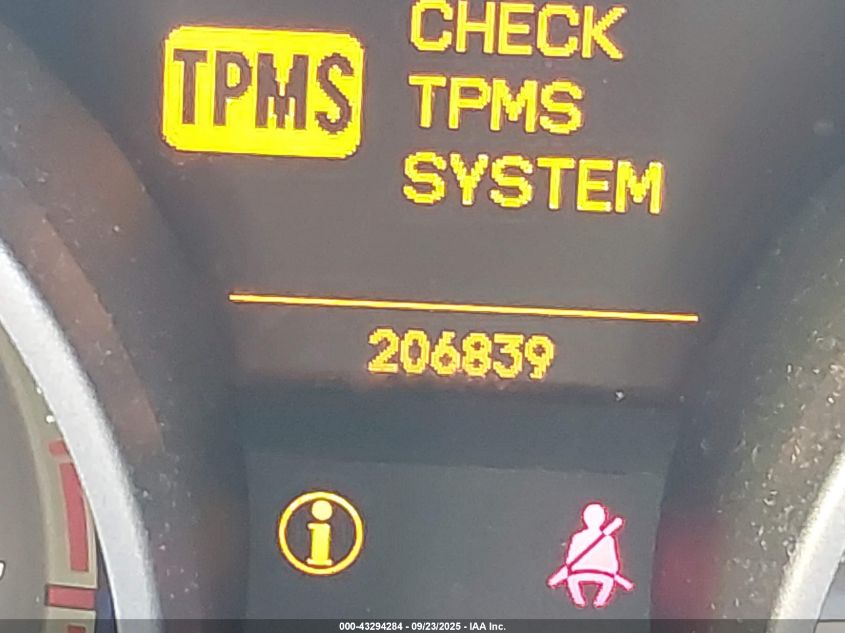 TPMS
CHECK
TPMS
SYSTEM
206839
i
000-43294284 - 09/23/2025 - IAA Inc.